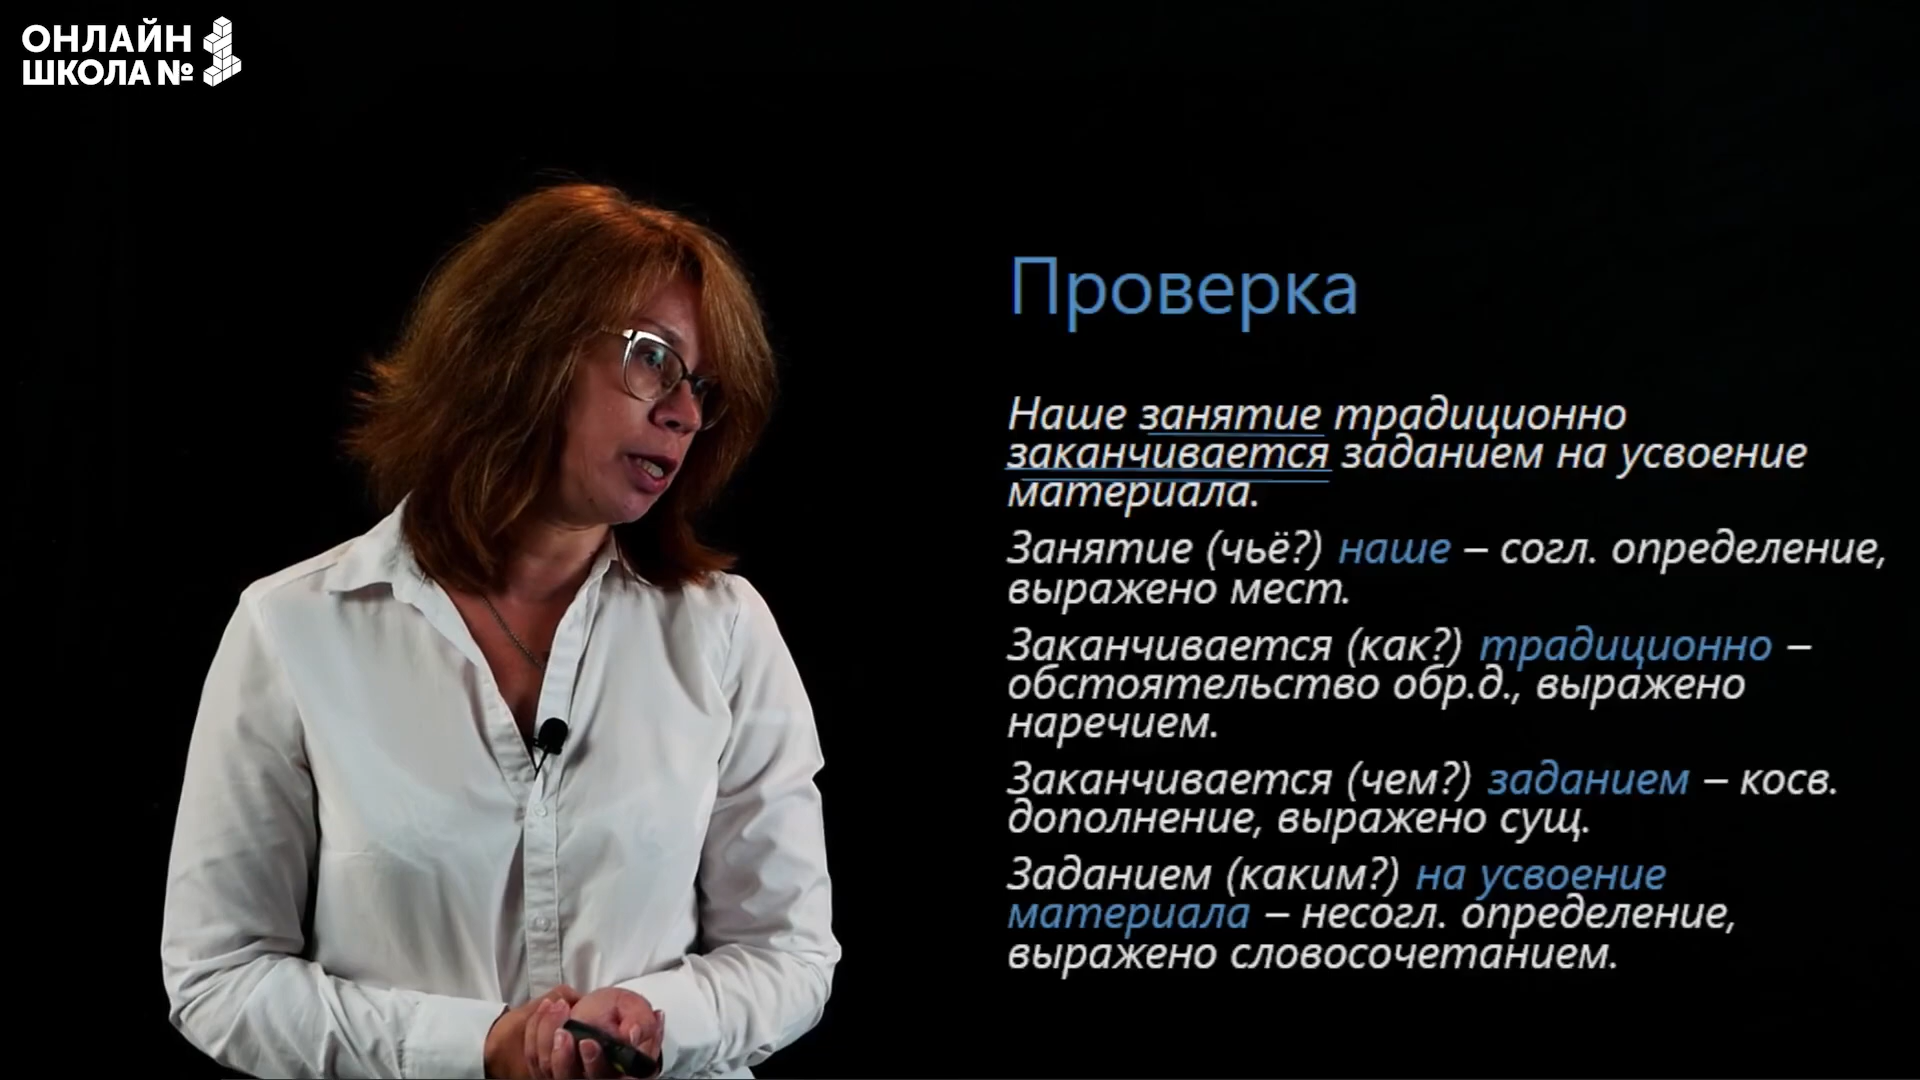 ОНЛАЙН
ШКОЛА №
Проверка
Наше занятие традиционно
заканчивается заданием на усвоение
материала.
Занятие (чьё?) наше – согл. определение,
выражено мест.
Заканчивается (как?) традиционно –
обстоятельство обр.д., выражено
наречием.
Заканчивается (чем?) заданием – косв.
дополнение, выражено сущ.
Заданием (каким?) на усвоение
материала – несогл. определение,
выражено словосочетанием.